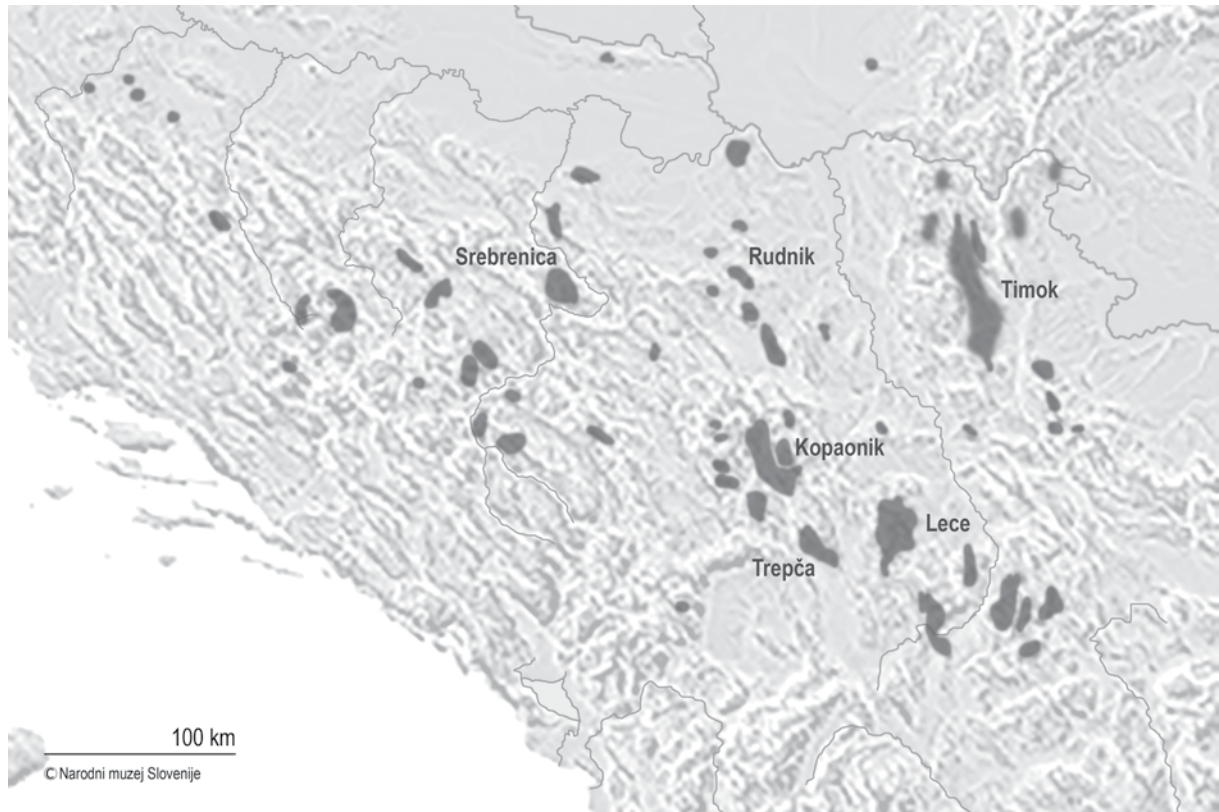 Srebrenica
Rudnik
Timok
Kopaonik
Lece
Trepča
100 km
© Narodni muzej Slovenije